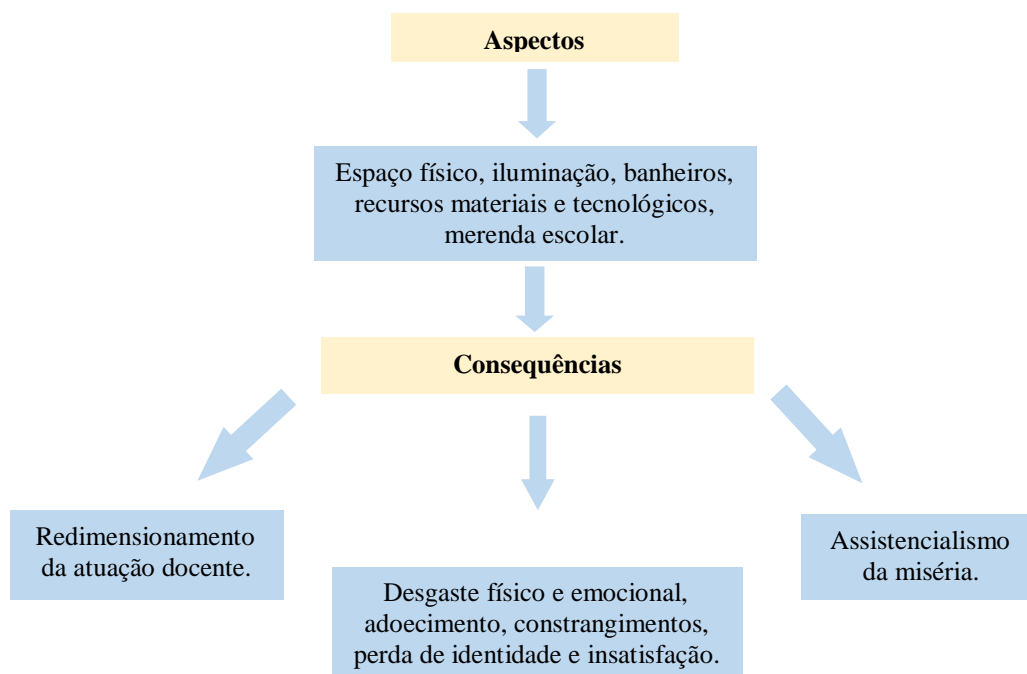 Aspectos
Espaço físico, iluminação, banheiros,
recursos materiais e tecnológicos,
merenda escolar.
Consequências
Redimensionamento
da atuação docente.
Desgaste físico e emocional,
adoecimento, constrangimentos,
perda de identidade e insatisfação.
Assistencialismo
da miséria.